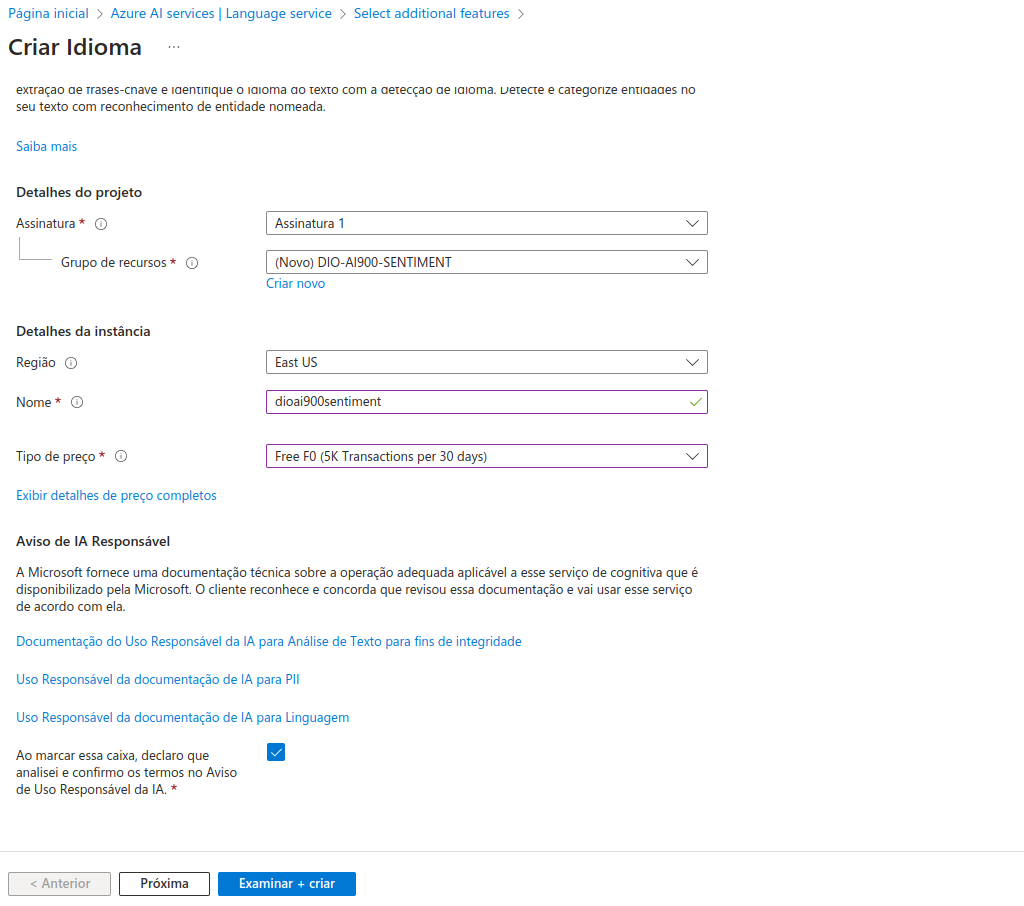 Página inicial > Azure AI services | Language service > Select additional features >
Criar Idioma ...
extração de frases-chave e identifique o idioma do texto com a detecção de idioma. Detecte e categorize entidades no
seu texto com reconhecimento de entidade nomeada.
Saiba mais
Detalhes do projeto
Assinatura * Assinatura 1
Grupo de recursos * (Novo) DIO-AI900-SENTIMENT
Criar novo
Detalhes da instância
Região East US
Nome * dioai900sentiment
Tipo de preço * Free F0 (5K Transactions per 30 days)
Exibir detalhes de preço completos
Aviso de IA Responsável
A Microsoft fornece uma documentação técnica sobre a operação adequada aplicável a esse serviço de cognitiva que é
disponibilizado pela Microsoft. O cliente reconhece e concorda que revisou essa documentação e vai usar esse serviço
de acordo com ela.
Documentação do Uso Responsável da IA para Análise de Texto para fins de integridade
Uso Responsável da documentação de IA para PII
Uso Responsável da documentação de IA para Linguagem
Ao marcar essa caixa, declaro que
analisei e confirmo os termos no Aviso
de Uso Responsável da IA. *
< Anterior Próxima Examinar + criar